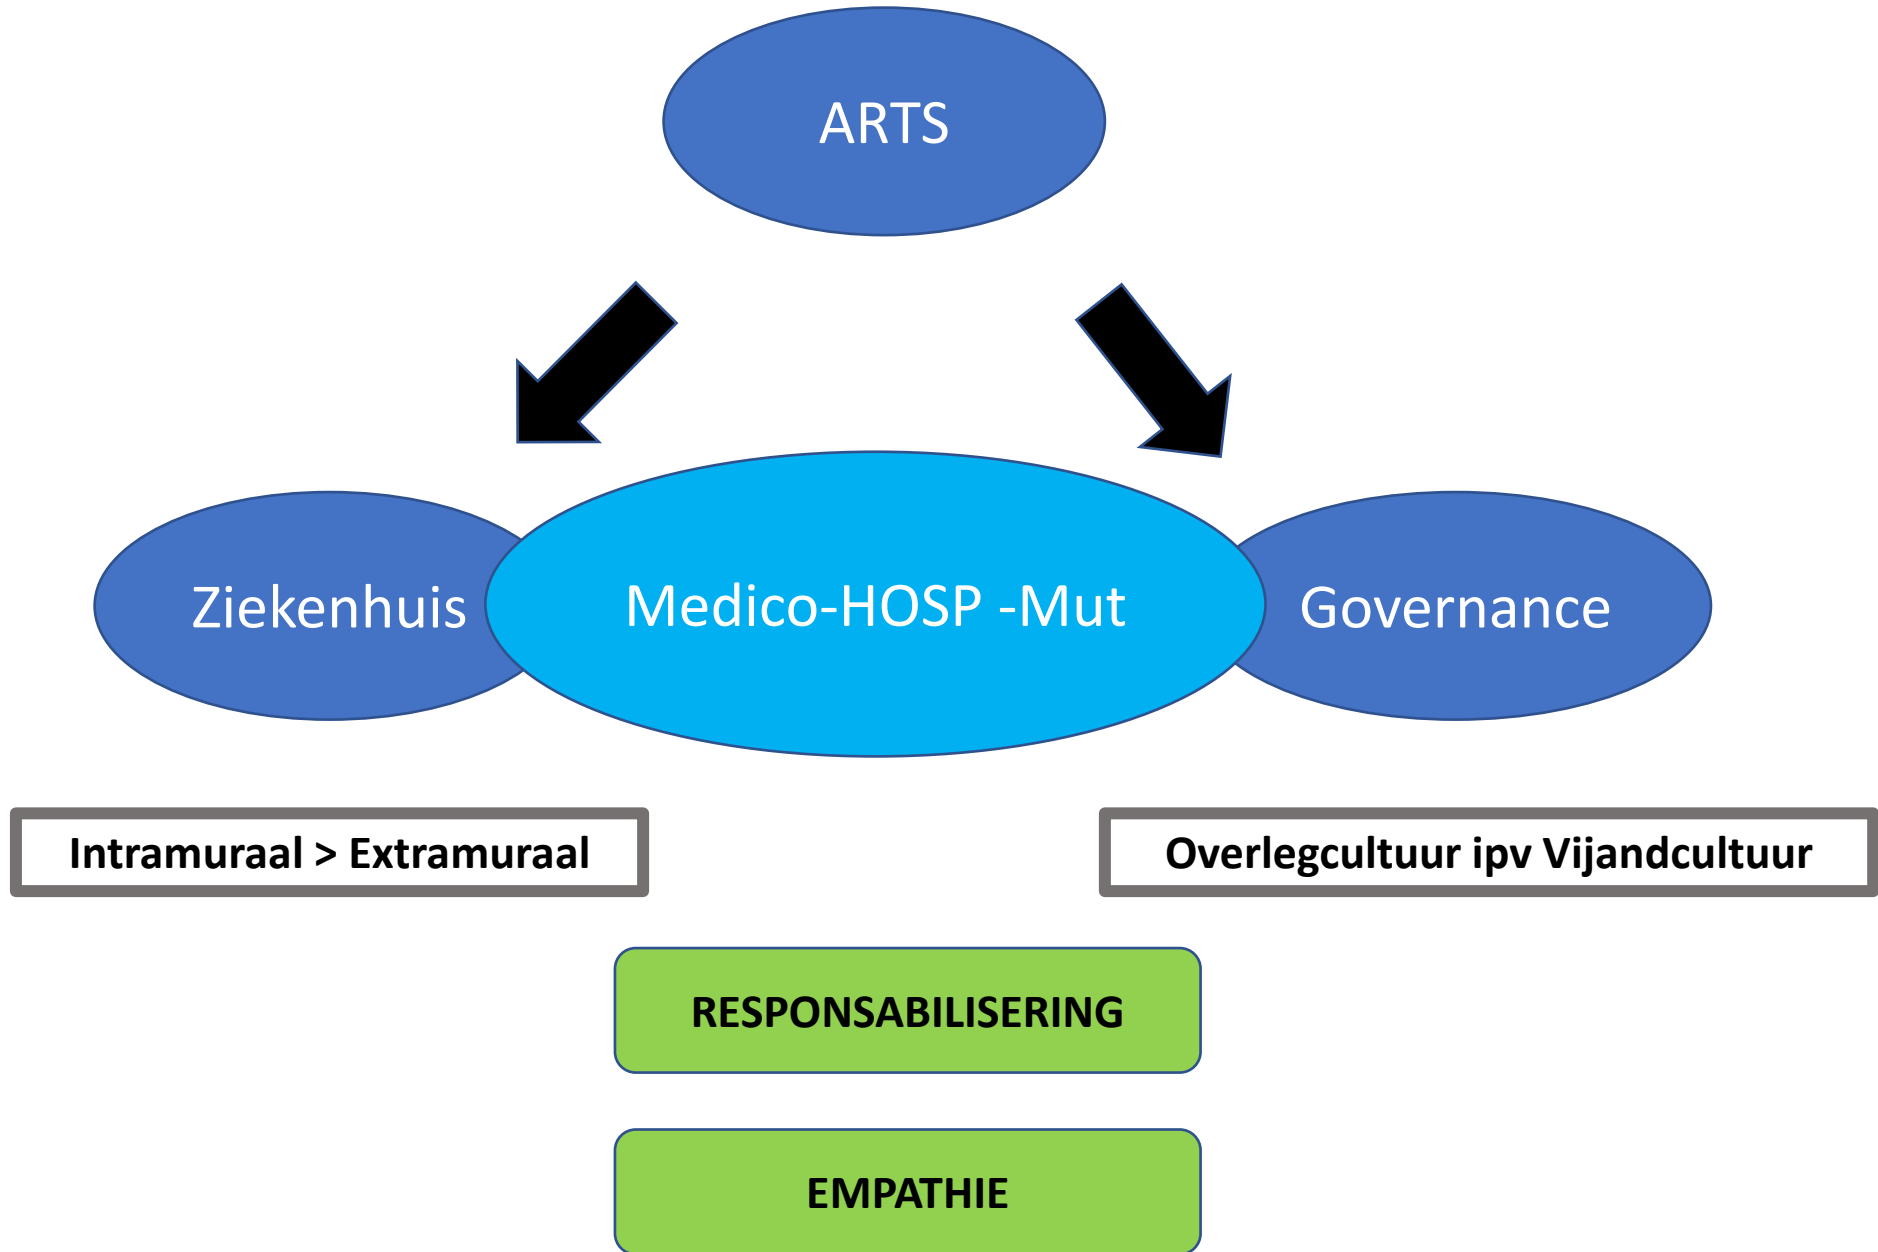 ARTS
Ziekenhuis
Medico-HOSP -Mut
Governance
Intramuraal > Extramuraal
Overlegcultuur ipv Vijandcultuur
RESPONSABILISERING
EMPATHIE